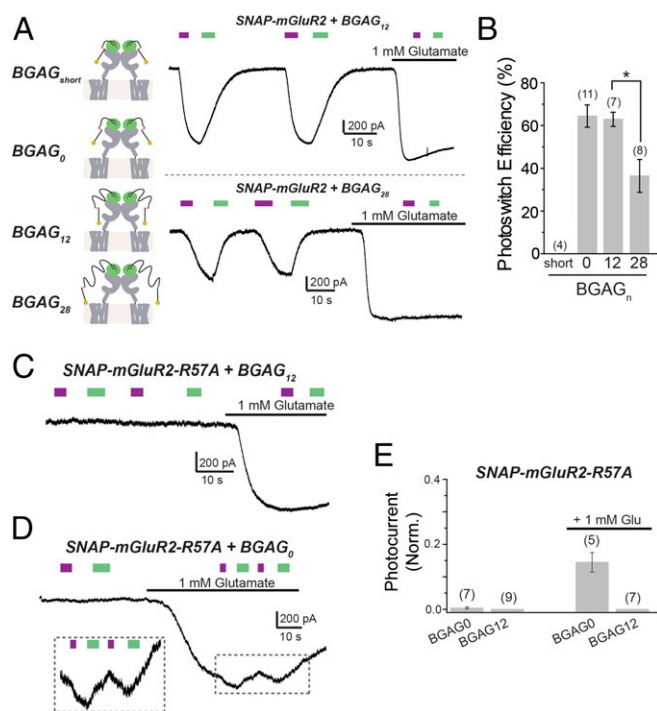 A
SNAP-mGluR2 + BGAG12
1 mM Glutamate
BGAGshort
BGAG0
BGAG12
BGAG28
200 pA
10 s
SNAP-mGluR2 + BGAG28
1 mM Glutamate
200 pA
10 s
B
Photoswitch Efficiency (%)
80
60
40
20
0
(4)
(11)
(7)
(8)
*
short
0
12
28
BGAGn
C
SNAP-mGluR2-R57A + BGAG12
1 mM Glutamate
200 pA
10 s
D
SNAP-mGluR2-R57A + BGAG0
1 mM Glutamate
200 pA
10 s
E
SNAP-mGluR2-R57A
Photocurrent
(Norm.)
0.4
0.2
0.0
+ 1 mM Glu
(7)
(9)
(5)
(7)
BGAG0
BGAG12
BGAG0
BGAG12